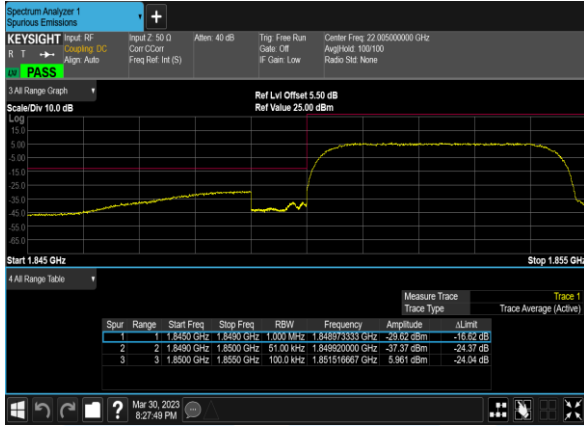 Spectrum Analyzer 1
Spurious Emissions
KEYSIGHT Input: RF Input Z: 50 Ω Atten: 40 dB Trig: Free Run Center Freq: 22.005000000 GHz
R T Coupling: DC Corr CCorr Gate: Off Avg|Hold: 100/100
Align: Auto Freq Ref: Int (S) IF Gain: Low Radio Std: None
LXI PASS
3 All Range Graph
Ref Lvl Offset 5.50 dB
Scale/Div 10.0 dB Ref Value 25.00 dBm
Log
15.0
5.00
-5.00
-15.0
-25.0
-35.0
-45.0
-55.0
-65.0
Start 1.845 GHz Stop 1.855 GHz
4 All Range Table
Measure Trace Trace 1
Trace Type Trace Average (Active)
Spur Range Start Freq Stop Freq RBW Frequency Amplitude ΔLimit
1 1 1.8450 GHz 1.8490 GHz 1.000 MHz 1.848973333 GHz -29.62 dBm -16.62 dB
2 2 1.8490 GHz 1.8500 GHz 51.00 kHz 1.849920000 GHz -37.37 dBm -24.37 dB
3 3 1.8500 GHz 1.8550 GHz 100.0 kHz 1.851516667 GHz 5.961 dBm -24.04 dB
Mar 30, 2023
8:27:49 PM